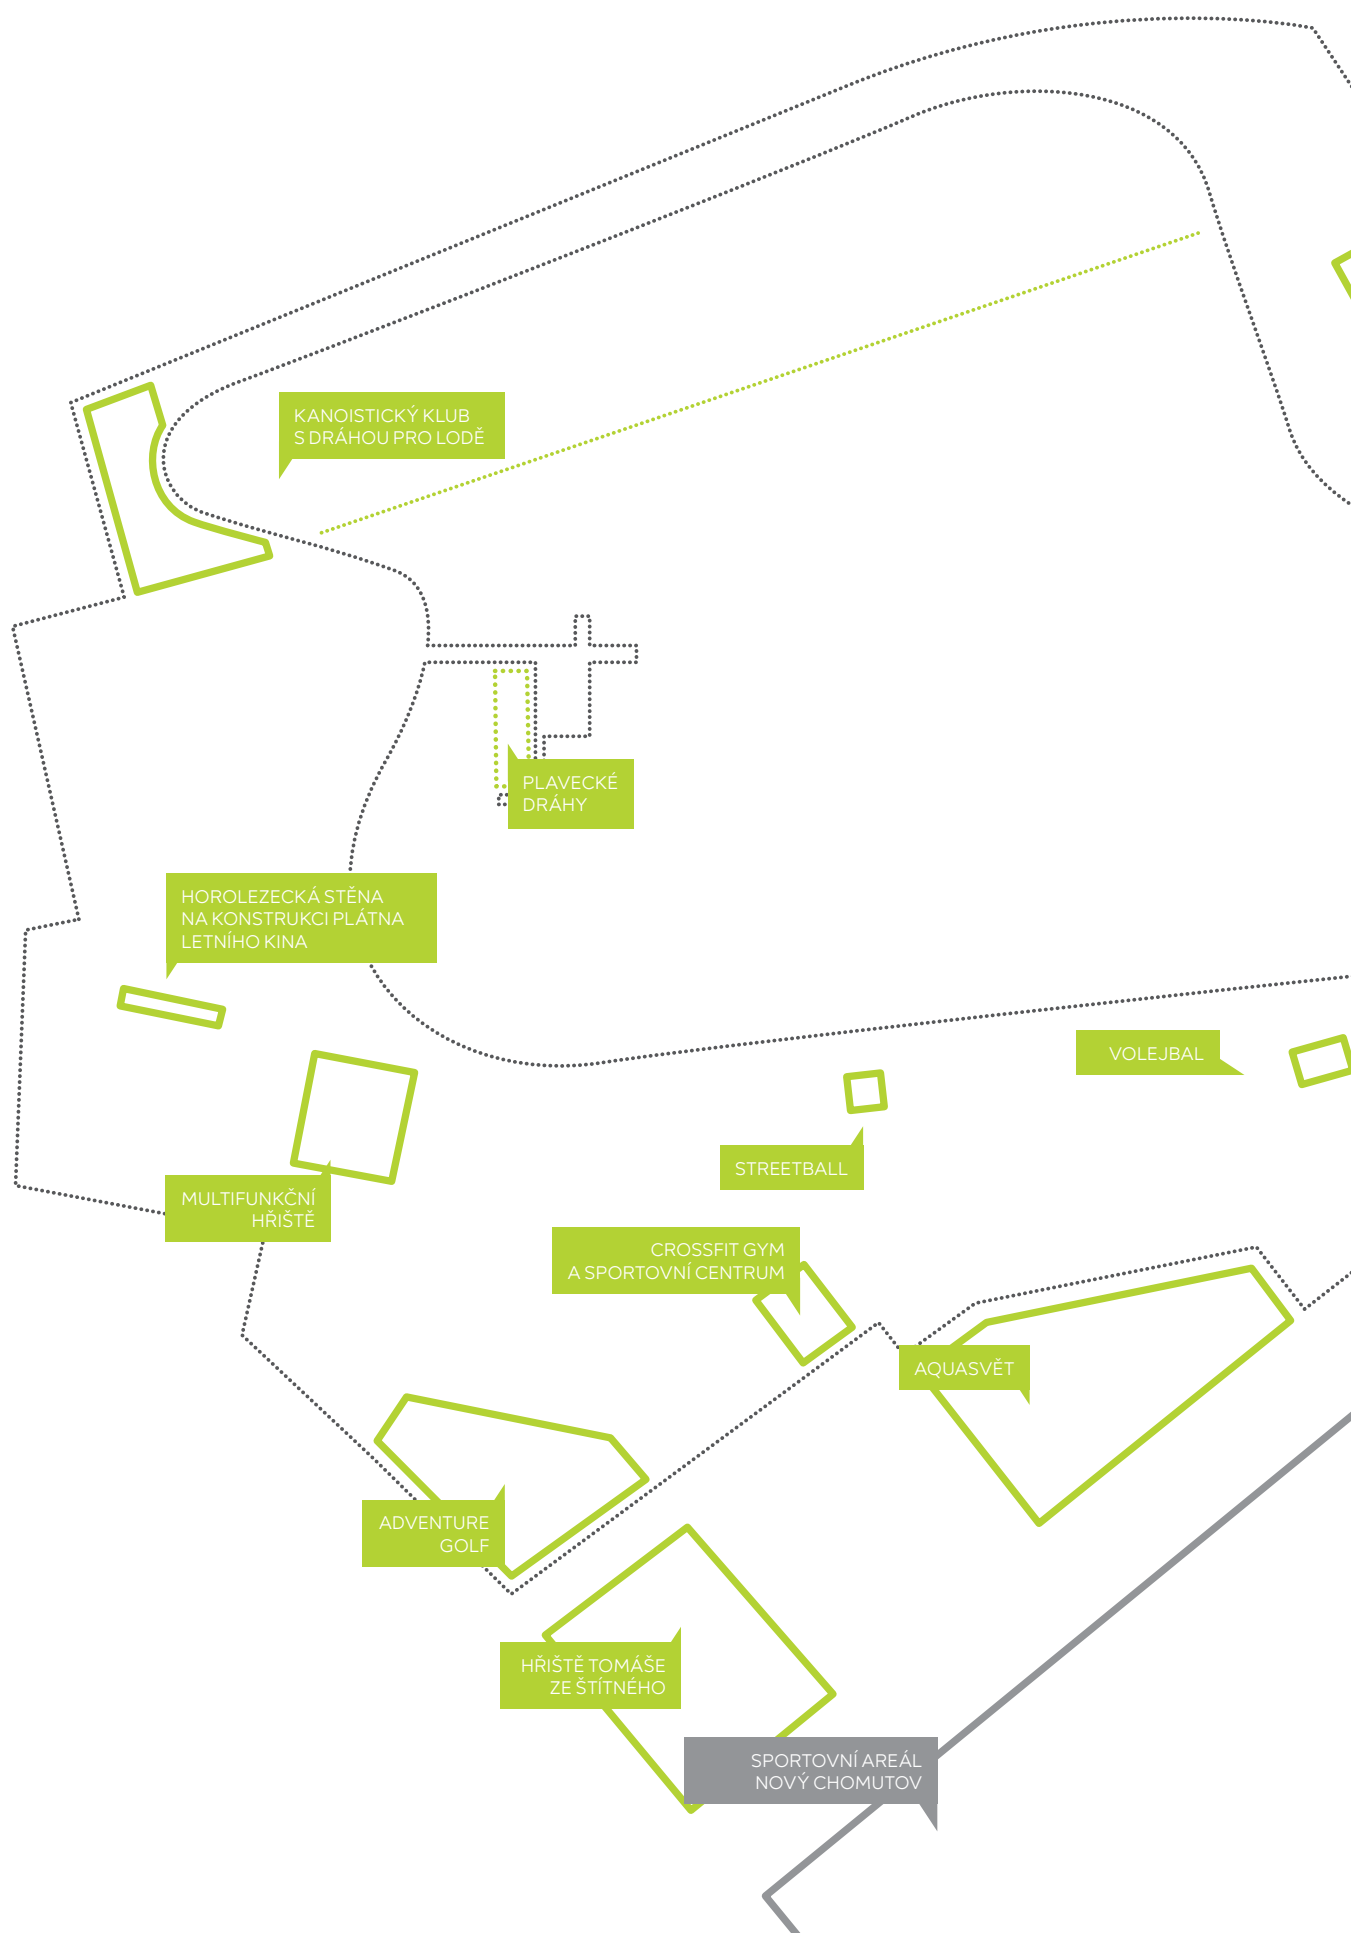 KANOISTICKÝ KLUB
S DRÁHOU PRO LODĚ
PLAVECKÉ
DRÁHY
HOROLEZECKÁ STĚNA
NA KONSTRUKCI PLÁTNA
LETNÍHO KINA
VOLEJBAL
STREETBALL
MULTIFUNKČNÍ
HŘIŠTĚ
CROSSFIT GYM
A SPORTOVNÍ CENTRUM
AQUASVĚT
ADVENTURE
GOLF
HŘIŠTĚ TOMÁŠE
ZE ŠTÍTNÉHO
SPORTOVNÍ AREÁL
NOVÝ CHOMUTOV